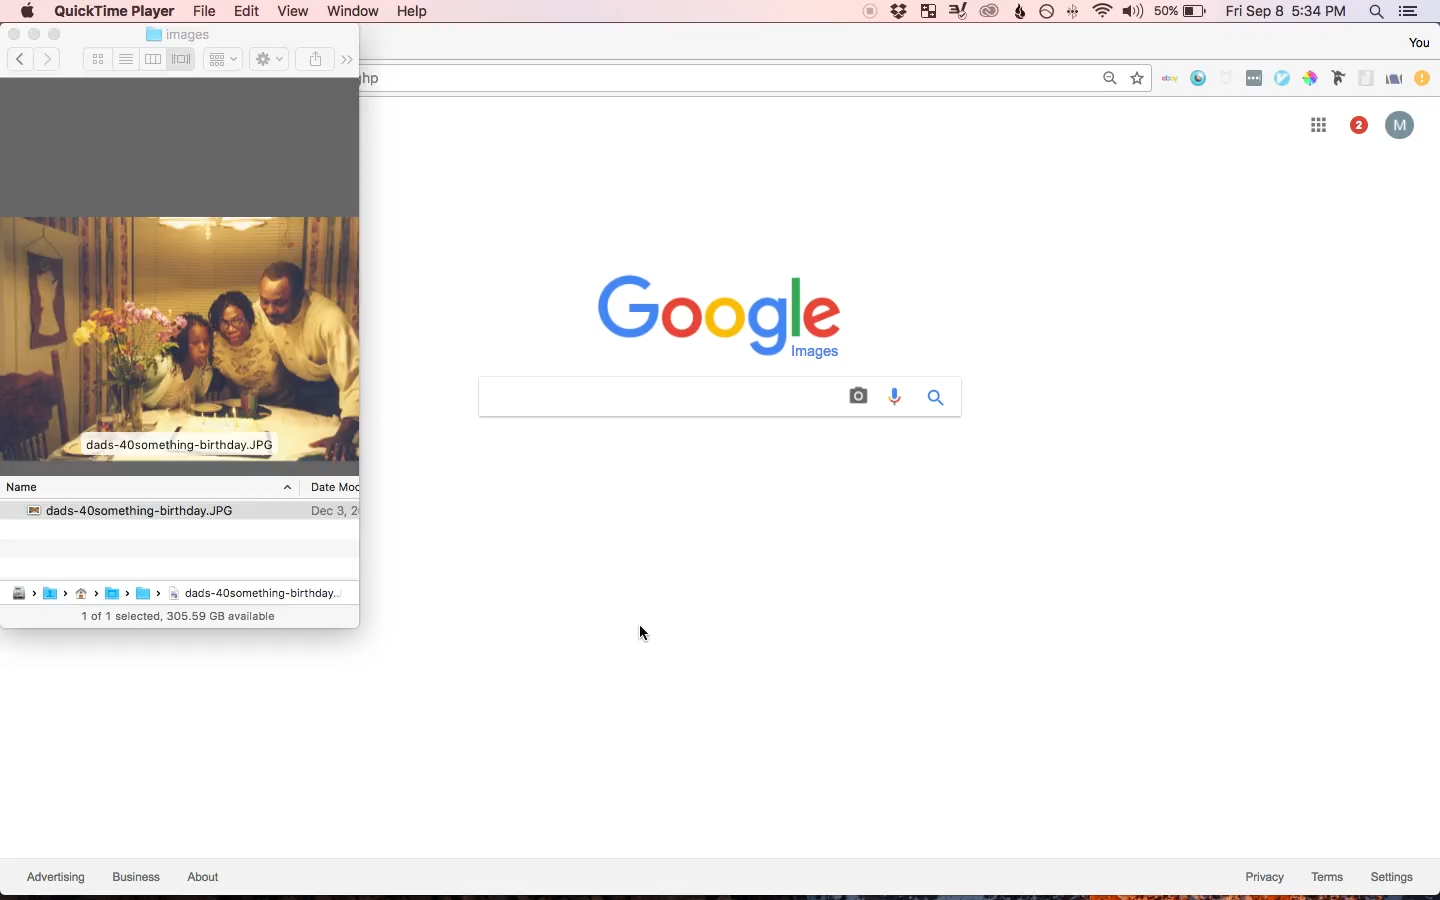 QuickTime Player File Edit View Window Help 50% Fri Sep 8 5:34 PM
images
You
ghp
ebay
2 M
Google
Images
dads-40something-birthday.JPG
Name Date Mod
dads-40something-birthday.JPG Dec 3, 2
dads-40something-birthday.
1 of 1 selected, 305.59 GB available
Advertising Business About Privacy Terms Settings